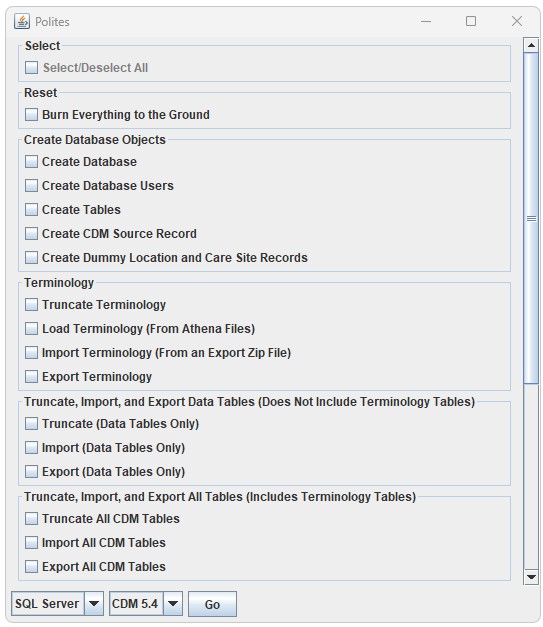 Polites
Select
Select/Deselect All
Reset
Burn Everything to the Ground
Create Database Objects
Create Database
Create Database Users
Create Tables
Create CDM Source Record
Create Dummy Location and Care Site Records
Terminology
Truncate Terminology
Load Terminology (From Athena Files)
Import Terminology (From an Export Zip File)
Export Terminology
Truncate, Import, and Export Data Tables (Does Not Include Terminology Tables)
Truncate (Data Tables Only)
Import (Data Tables Only)
Export (Data Tables Only)
Truncate, Import, and Export All Tables (Includes Terminology Tables)
Truncate All CDM Tables
Import All CDM Tables
Export All CDM Tables
SQL Server CDM 5.4 Go